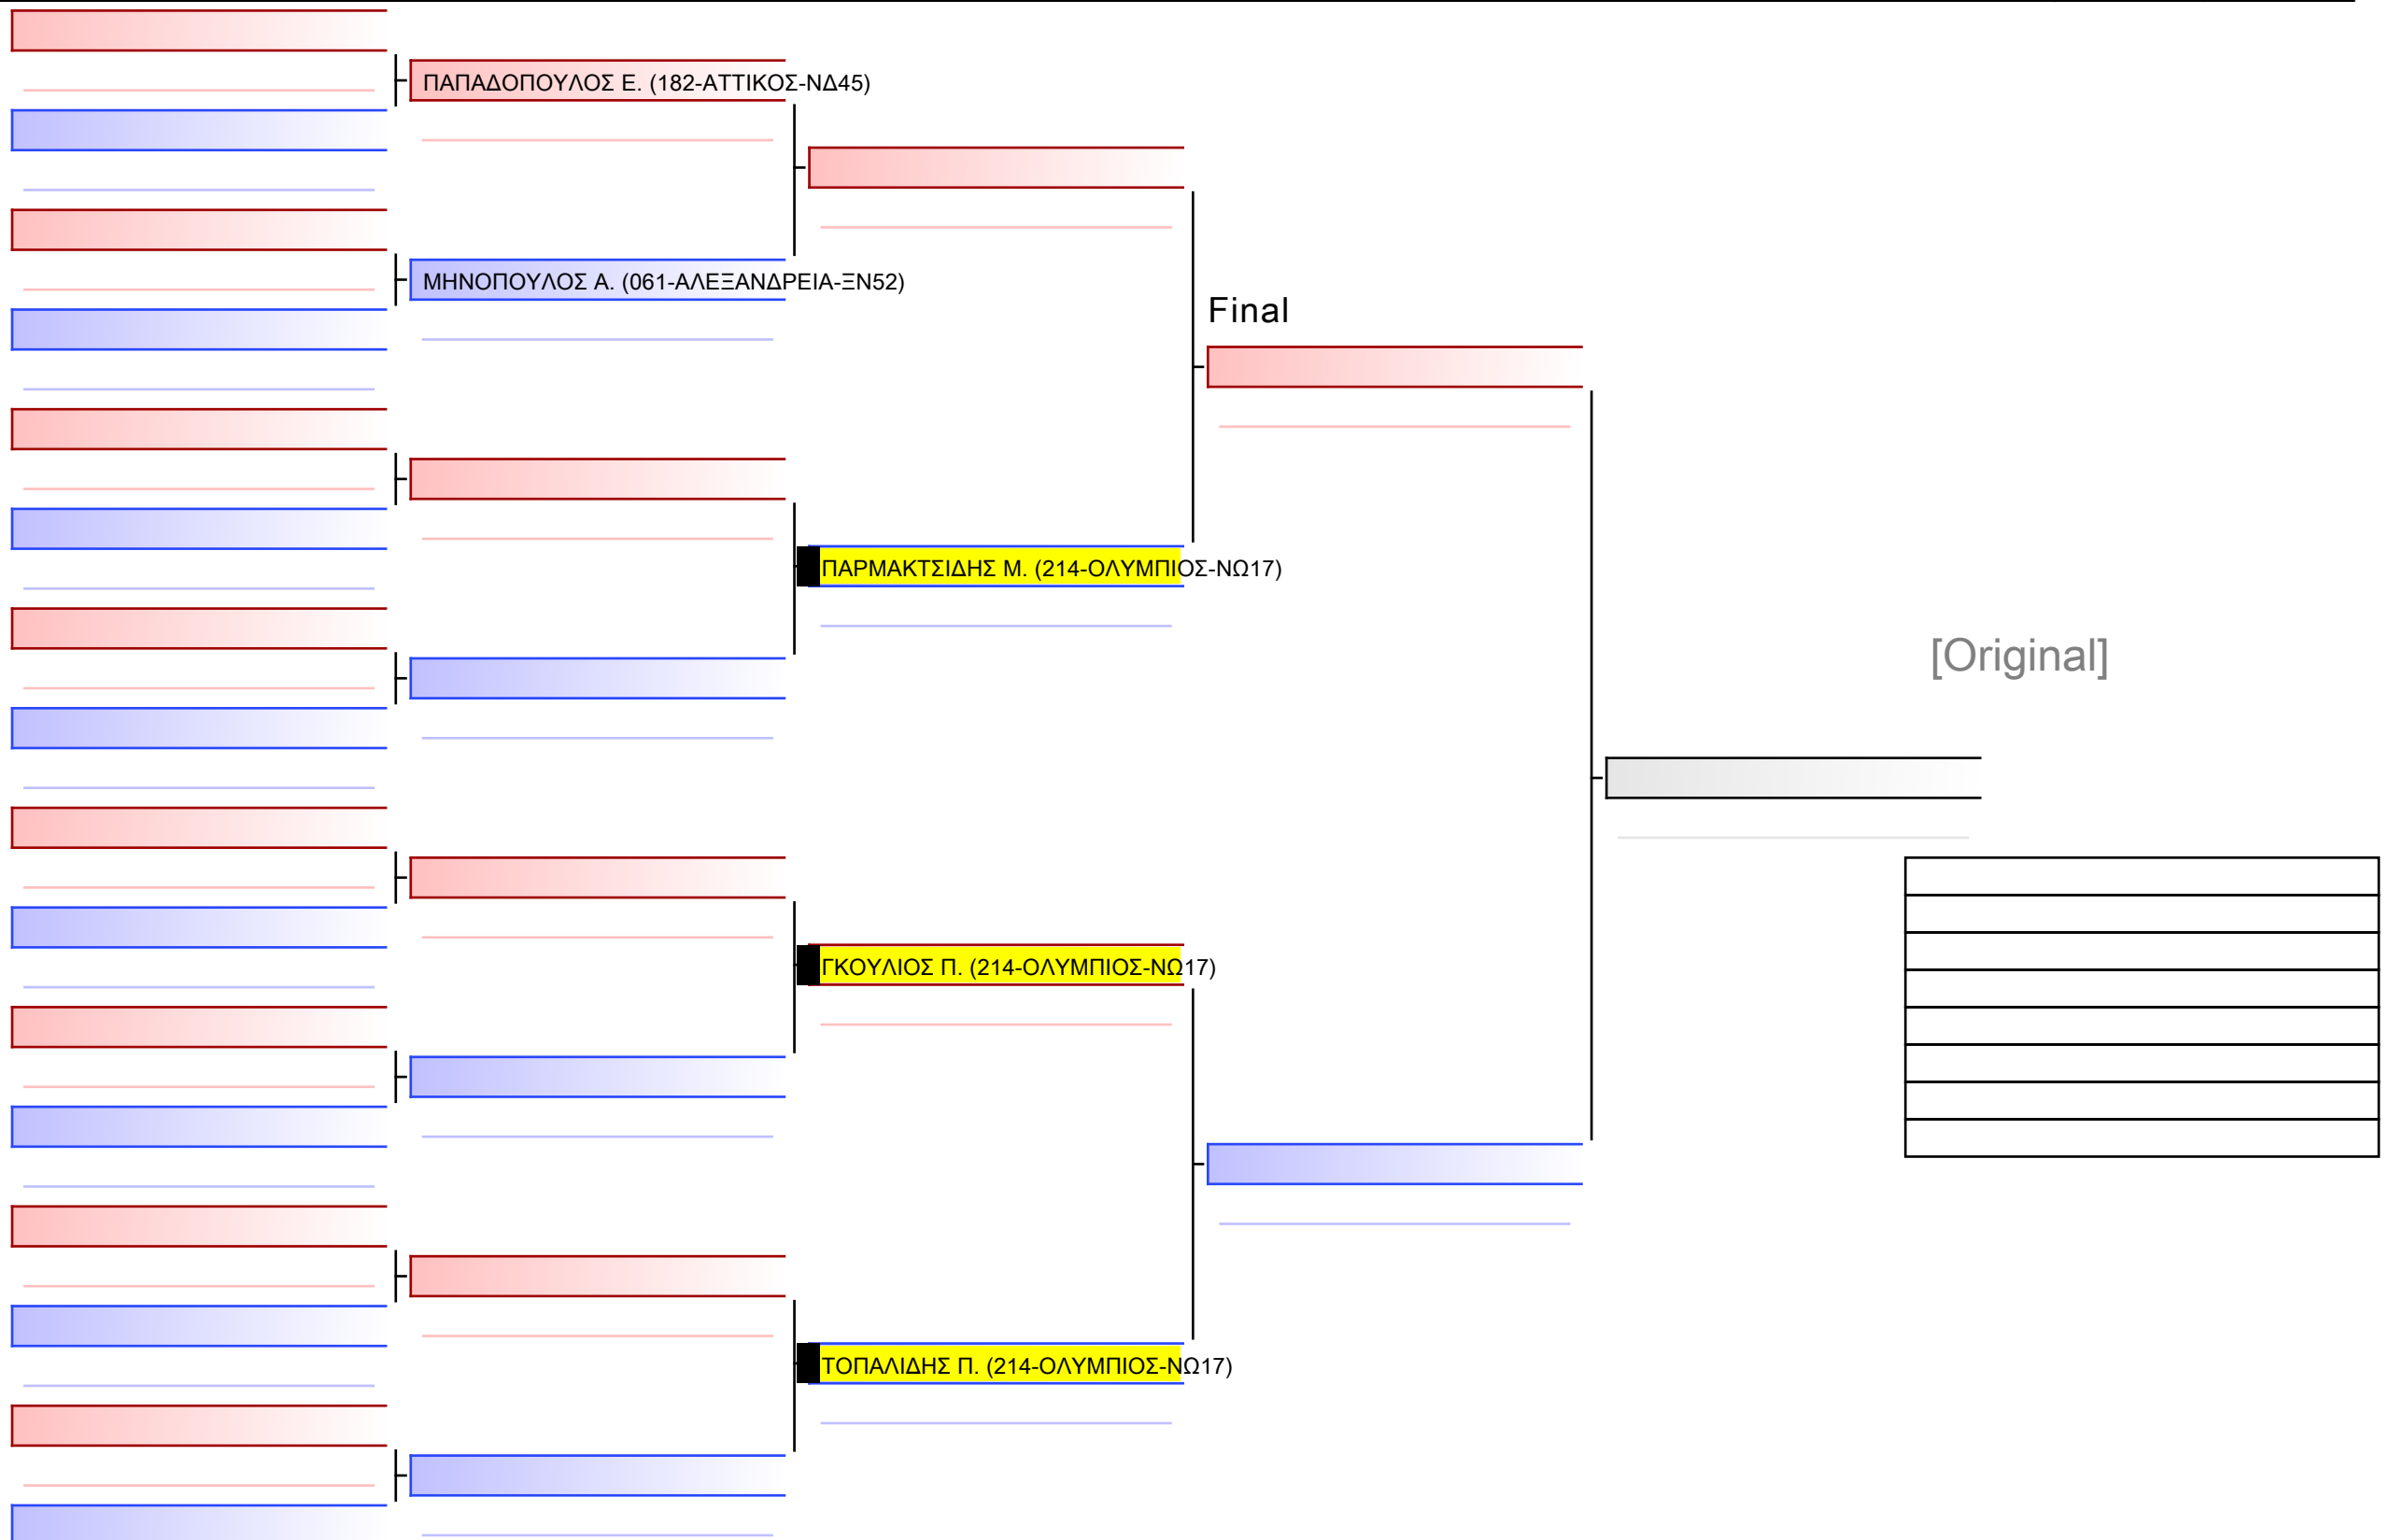 ΠΑΠΑΔΟΠΟΥΛΟΣ Ε. (182-ΑΤΤΙΚΟΣ-ΝΔ45)
ΜΗΝΟΠΟΥΛΟΣ Α. (061-ΑΛΕΞΑΝΔΡΕΙΑ-ΞΝ52)
Final
ΠΑΡΜΑΚΤΣΙΔΗΣ Μ. (214-ΟΛΥΜΠΙΟΣ-ΝΩ17)
[Original]
ΓΚΟΥΛΙΟΣ Π. (214-ΟΛΥΜΠΙΟΣ-ΝΩ17)
ΤΟΠΑΛΙΔΗΣ Π. (214-ΟΛΥΜΠΙΟΣ-ΝΩ17)